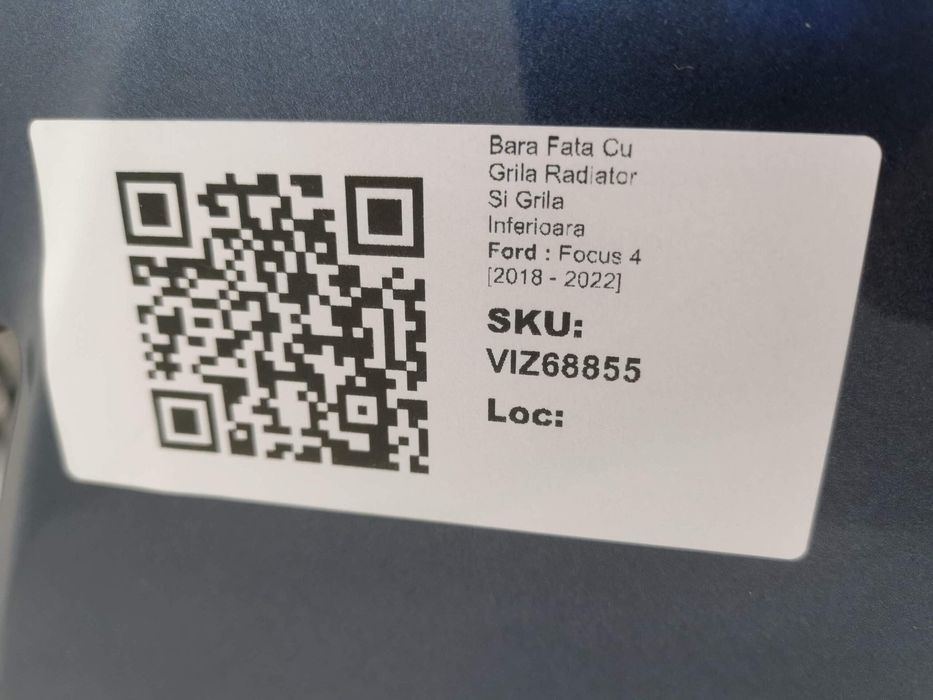 Bara Fata Cu
Grila Radiator
Si Grila
Inferioara
Ford : Focus 4
[2018 - 2022]
SKU:
VIZ68855
Loc: